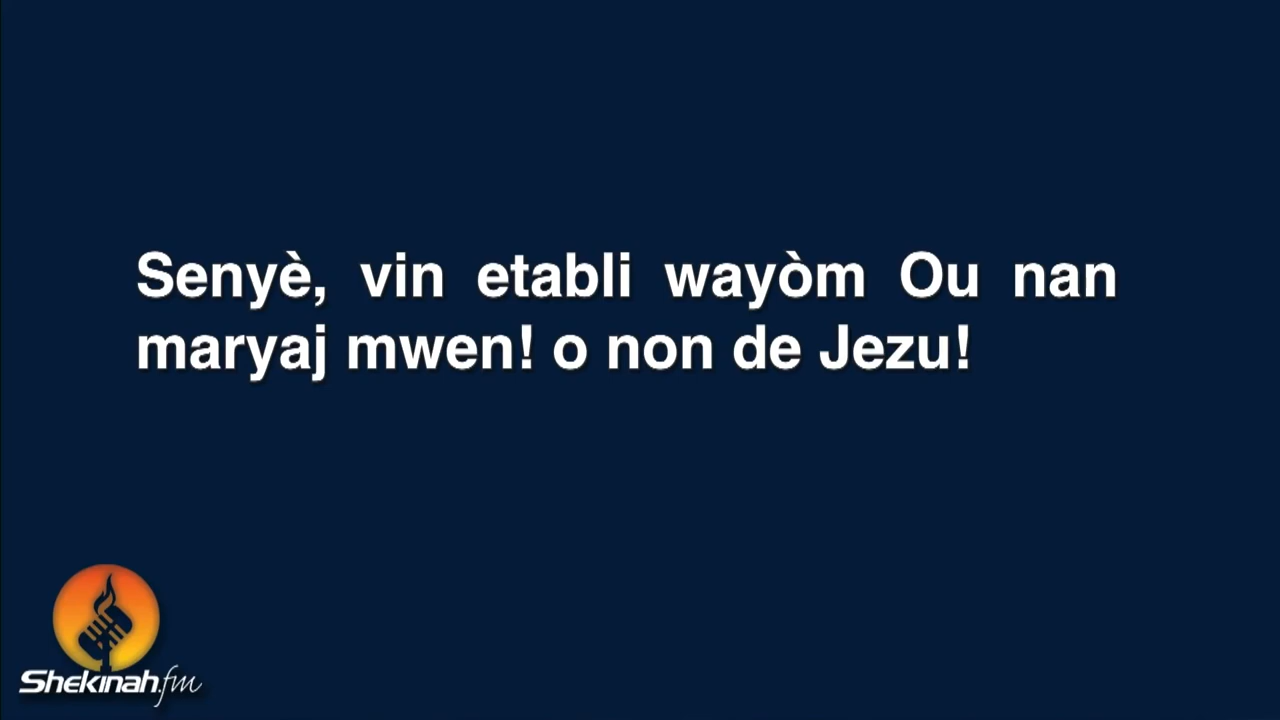 Senyè, vin etabli wayòm Ou nan
maryaj mwen! o non de Jezu!
Shekinah.fm